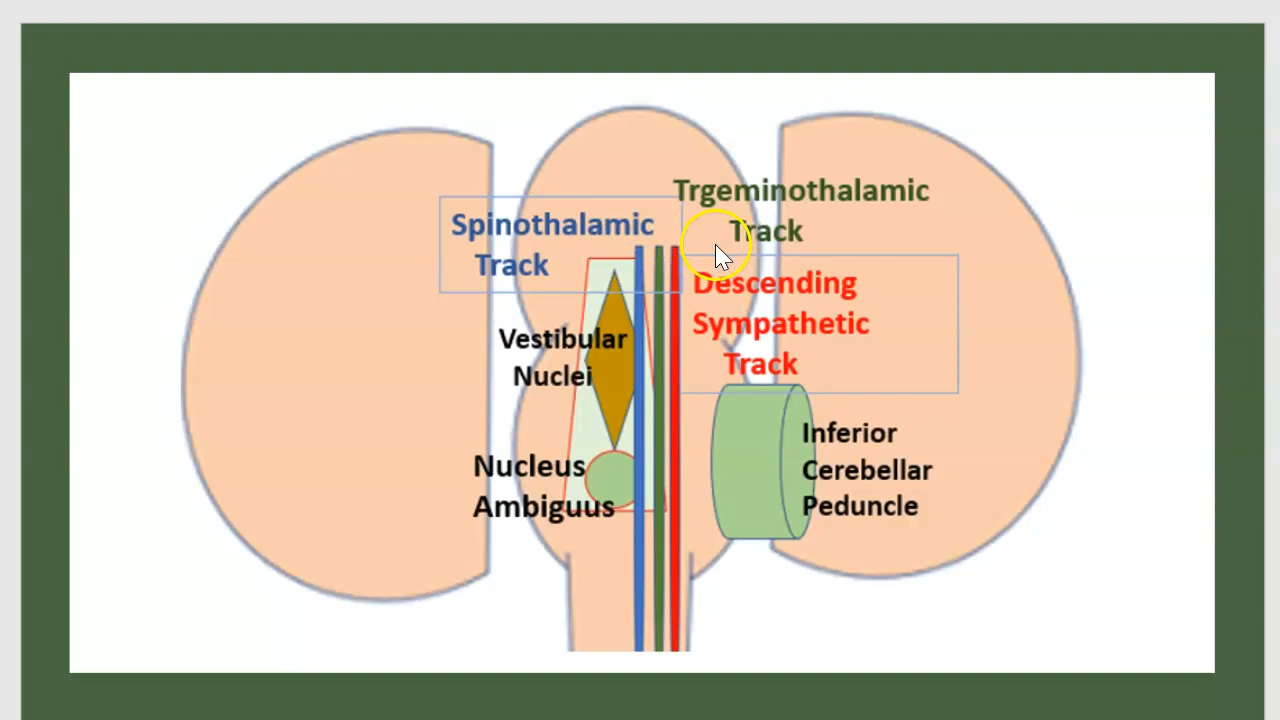 Trgeminothalamic
Track
Spinothalamic
Track
Descending
Sympathetic
Track
Vestibular
Nuclei
Nucleus
Ambiguus
Inferior
Cerebellar
Peduncle